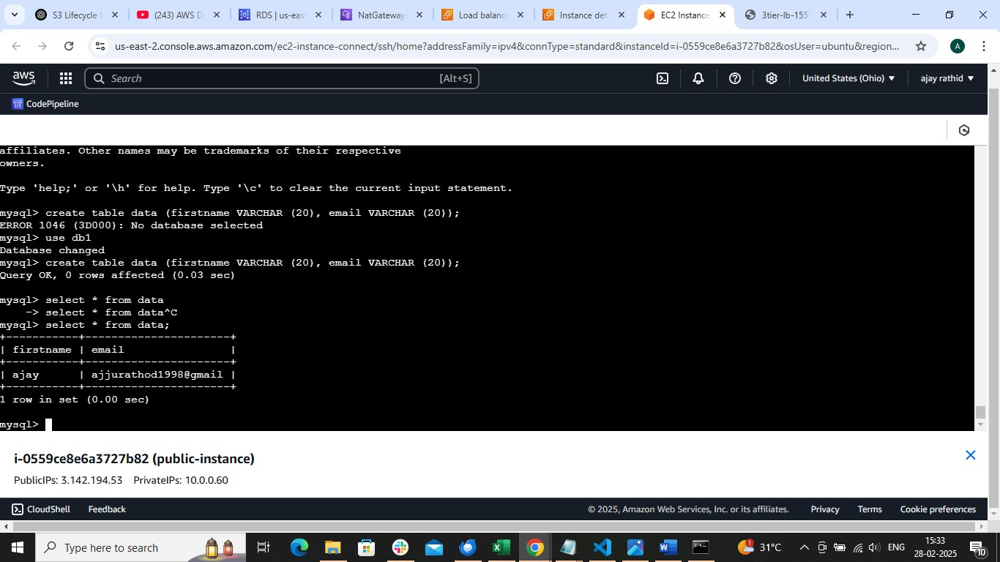 S3 Lifecycle
(243) AWS D
RDS | us-eas
NatGateway
Load balanc
Instance det
EC2 Instance
3tier-lb-155
us-east-2.console.aws.amazon.com/ec2-instance-connect/ssh/home?addressFamily=ipv4&connType=standard&instanceId=i-0559ce8e6a3727b82&osUser=ubuntu&region...
A
aws
Search
[Alt+S]
United States (Ohio)
ajay rathid
CodePipeline
affiliates. Other names may be trademarks of their respective
owners.
Type 'help;' or '\h' for help. Type '\c' to clear the current input statement.
mysql> create table data (firstname VARCHAR (20), email VARCHAR (20));
ERROR 1046 (3D000): No database selected
mysql> use db1
Database changed
mysql> create table data (firstname VARCHAR (20), email VARCHAR (20));
Query OK, 0 rows affected (0.03 sec)
mysql> select * from data
    -> select * from data^C
mysql> select * from data;
+-----------+----------------------+
| firstname | email                |
+-----------+----------------------+
| ajay      | ajjurathod1998@gmail |
+-----------+----------------------+
1 row in set (0.00 sec)
mysql>
i-0559ce8e6a3727b82 (public-instance)
PublicIPs: 3.142.194.53    PrivateIPs: 10.0.0.60
CloudShell
Feedback
© 2025, Amazon Web Services, Inc. or its affiliates.
Privacy
Terms
Cookie preferences
Type here to search
1
31°C
ENG
15:33
28-02-2025
10